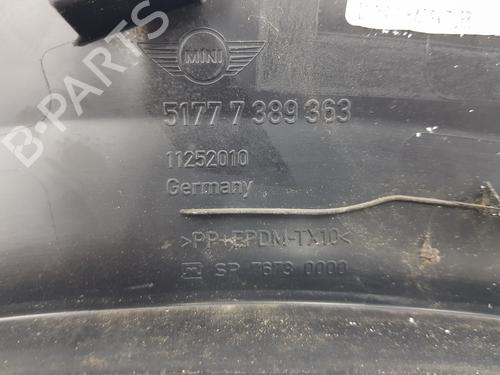 MINI
5177 7 389 363
11252010
Germany
>PP+EPDM-TX10<
SP 7673 0000
B-PARTS